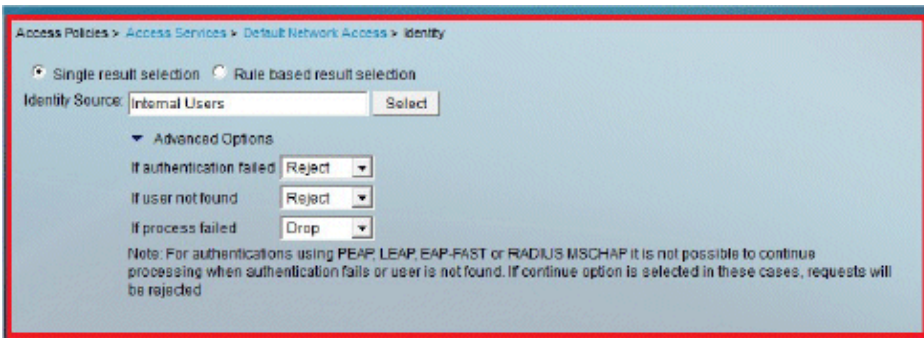 Access Policies > Access Services > Default Network Access > Identity
Single result selection Rule based result selection
Identity Source: Internal Users Select
Advanced Options
If authentication failed Reject
If user not found Reject
If process failed Drop
Note: For authentications using PEAP, LEAP, EAP-FAST or RADIUS MSCHAP it is not possible to continue
processing when authentication fails or user is not found. If continue option is selected in these cases, requests will
be rejected